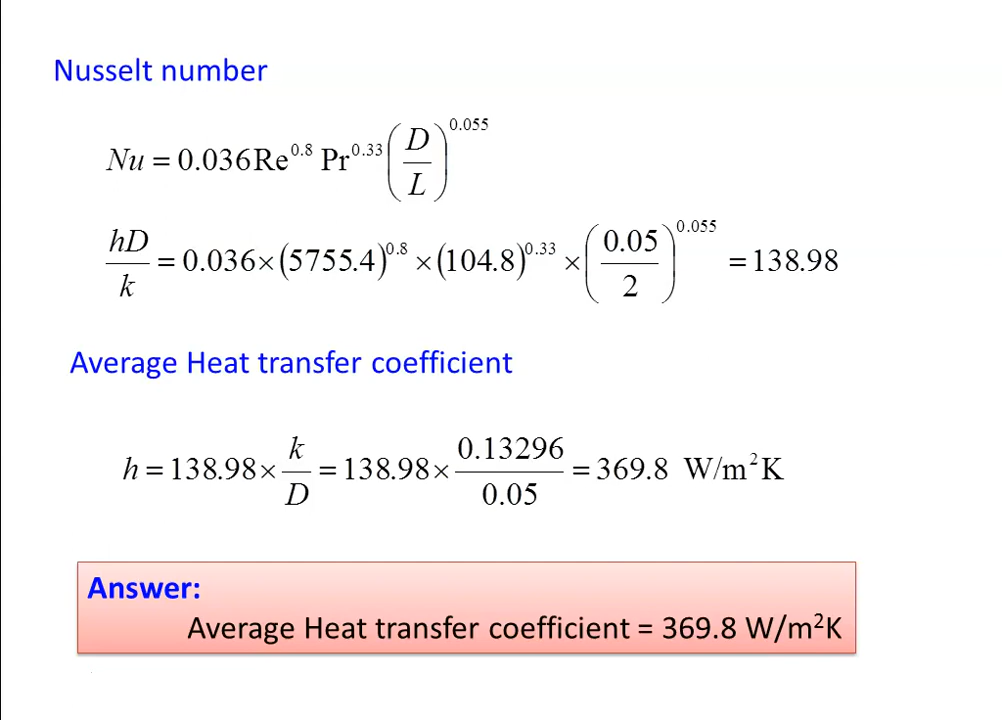 Nusselt number
Nu = 0.036 Re^0.8 Pr^0.33 (D/L)^0.055
hD/k = 0.036 × (5755.4)^0.8 × (104.8)^0.33 × (0.05/2)^0.055 = 138.98
Average Heat transfer coefficient
h = 138.98 × k/D = 138.98 × 0.13296/0.05 = 369.8 W/m²K
Answer:
Average Heat transfer coefficient = 369.8 W/m²K